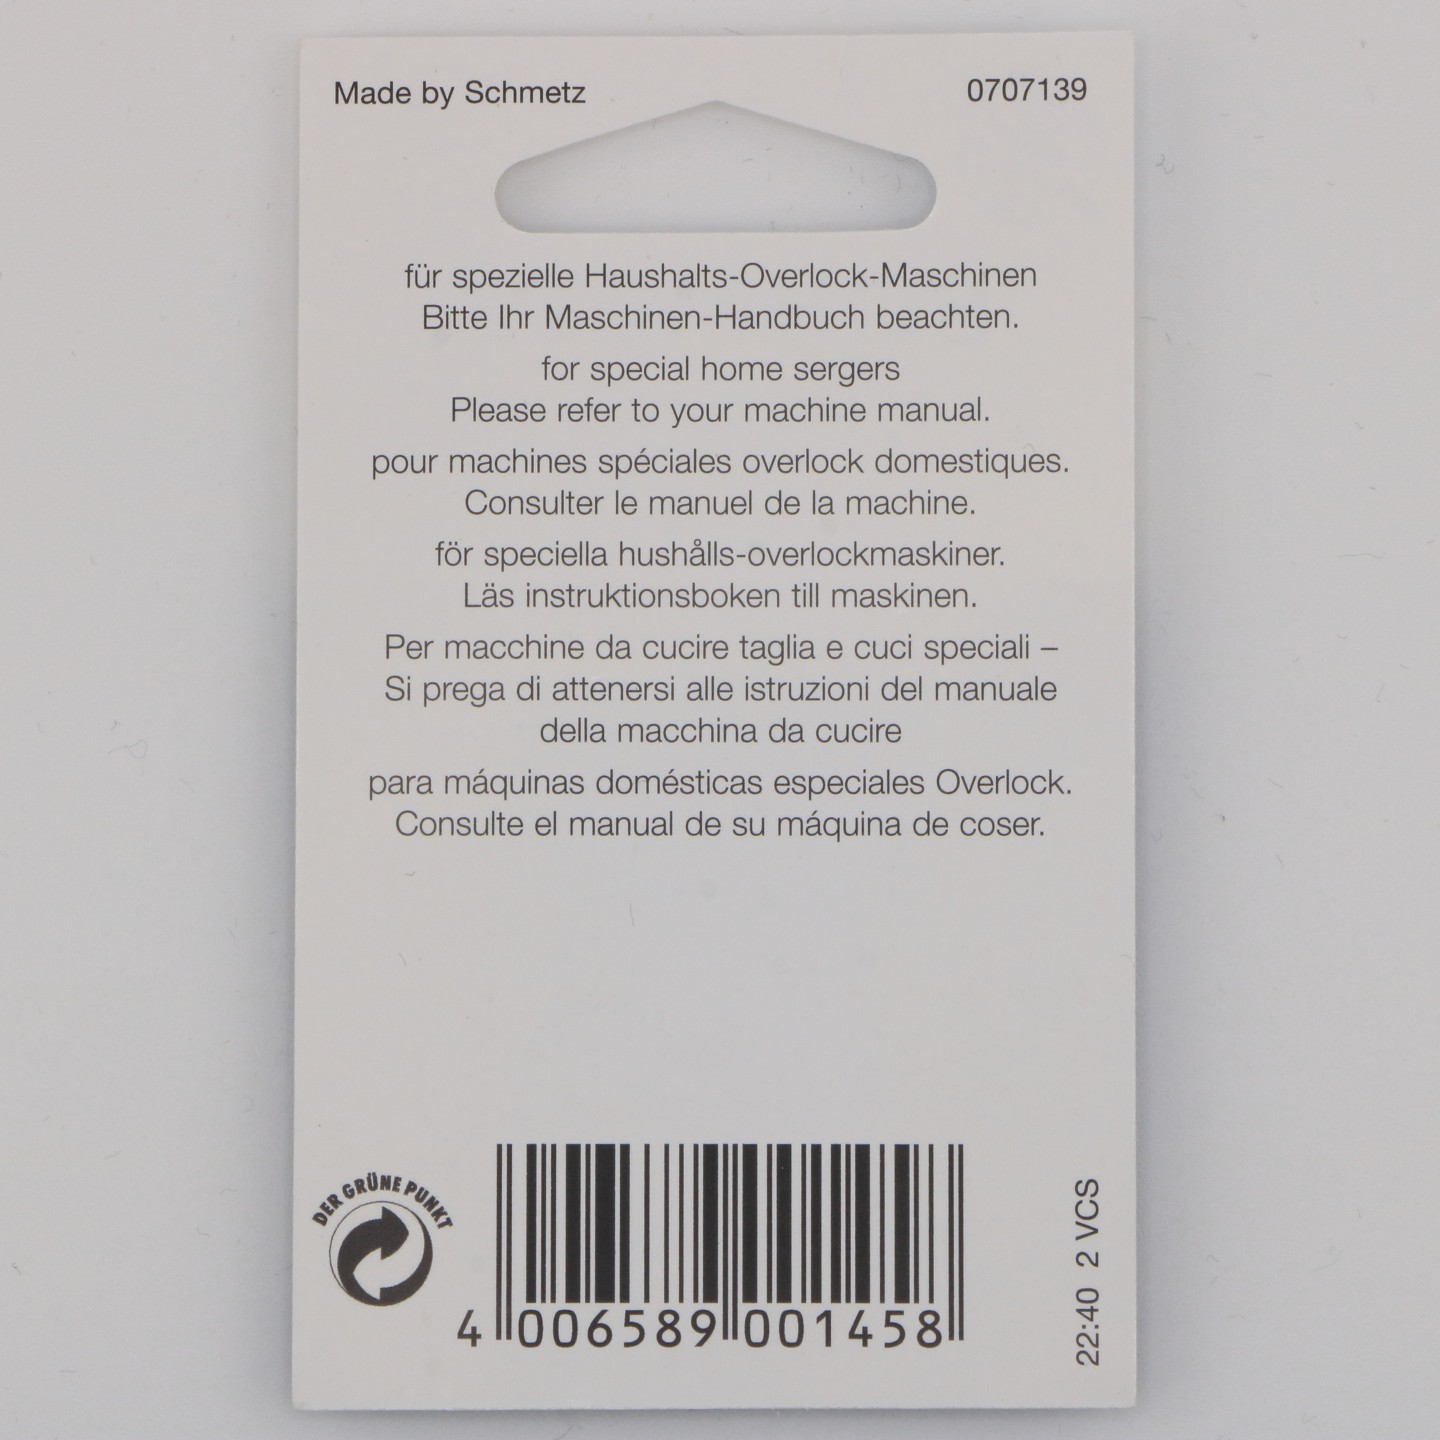 Made by Schmetz
0707139
für spezielle Haushalts-Overlock-Maschinen
Bitte Ihr Maschinen-Handbuch beachten.
for special home sergers
Please refer to your machine manual.
pour machines spéciales overlock domestiques.
Consulter le manuel de la machine.
för speciella hushålls-overlockmaskiner.
Läs instruktionsboken till maskinen.
Per macchine da cucire taglia e cuci speciali –
Si prega di attenersi alle istruzioni del manuale
della macchina da cucire
para máquinas domésticas especiales Overlock.
Consulte el manual de su máquina de coser.
DER GRÜNE PUNKT
4 006589 001458
22:40 2 VCS